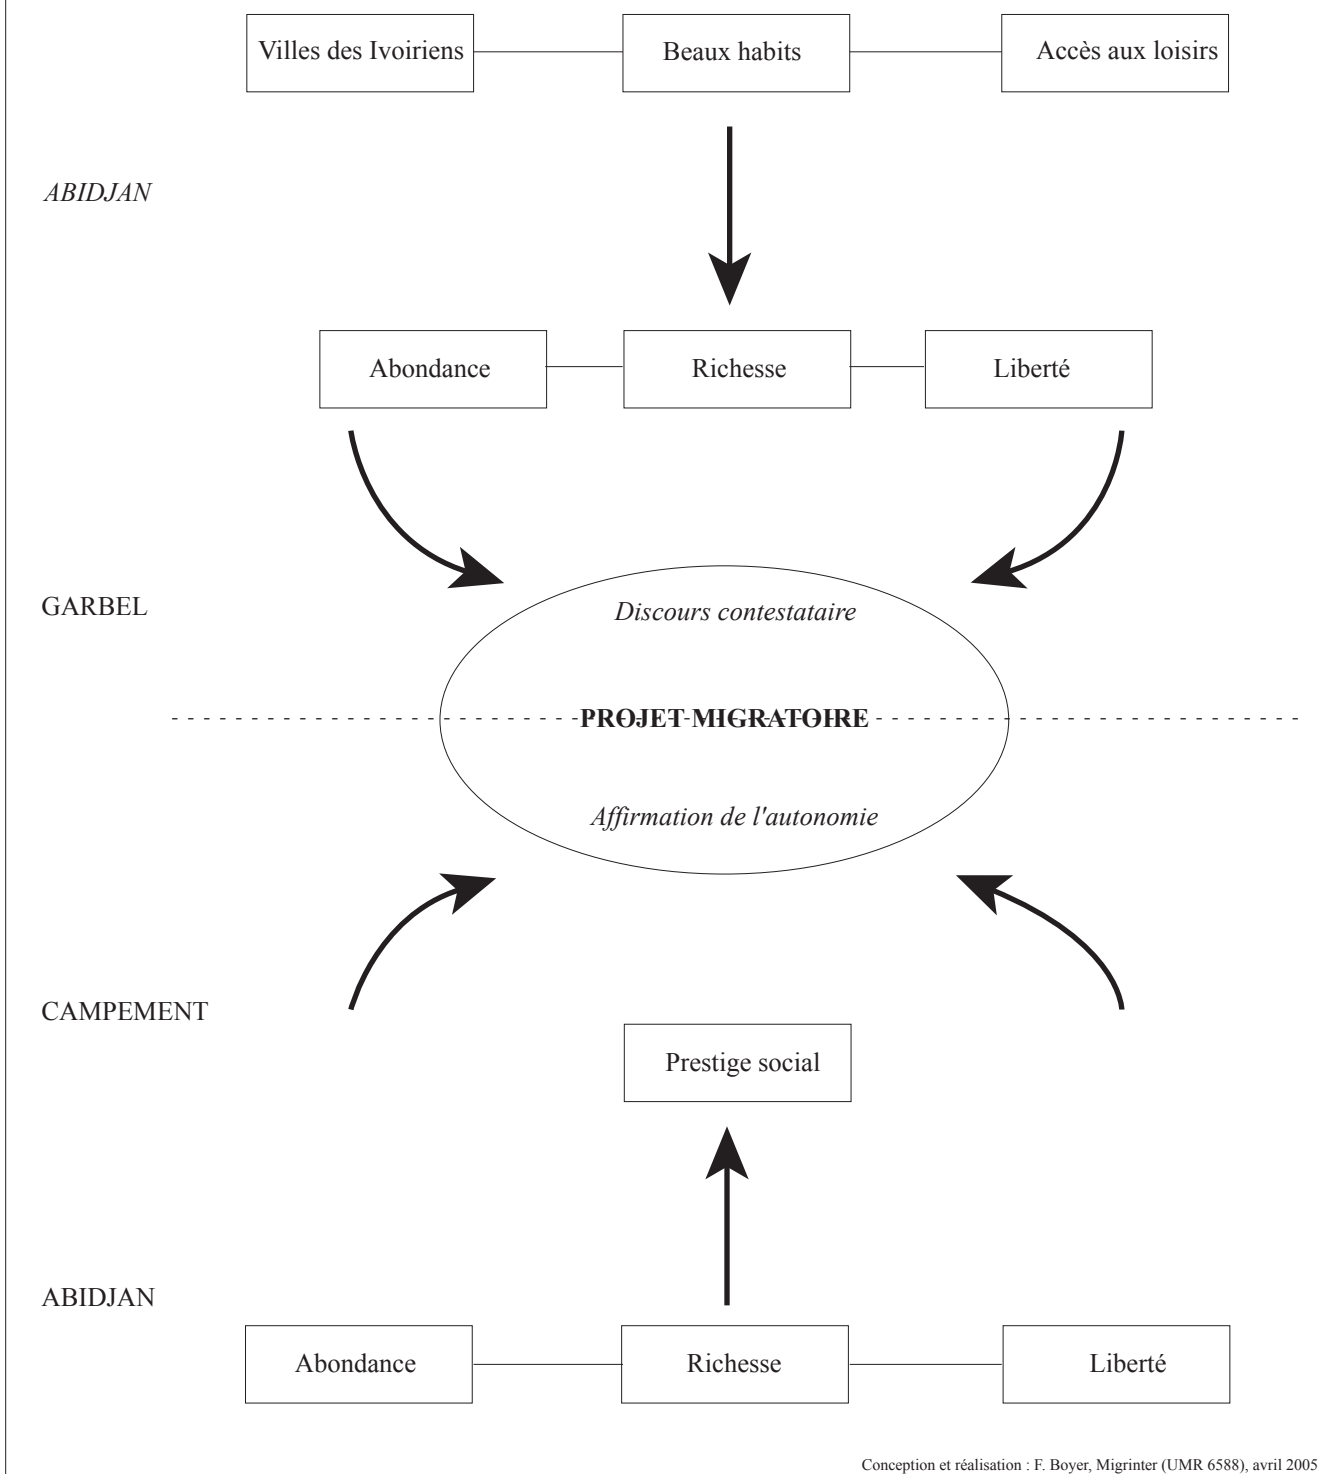 Villes des Ivoiriens
Beaux habits
Accès aux loisirs
ABIDJAN
Abondance
Richesse
Liberté
GARBEL
Discours contestataire
PROJET MIGRATOIRE
Affirmation de l'autonomie
CAMPEMENT
Prestige social
ABIDJAN
Abondance
Richesse
Liberté
Conception et réalisation : F. Boyer, Migrinter (UMR 6588), avril 2005